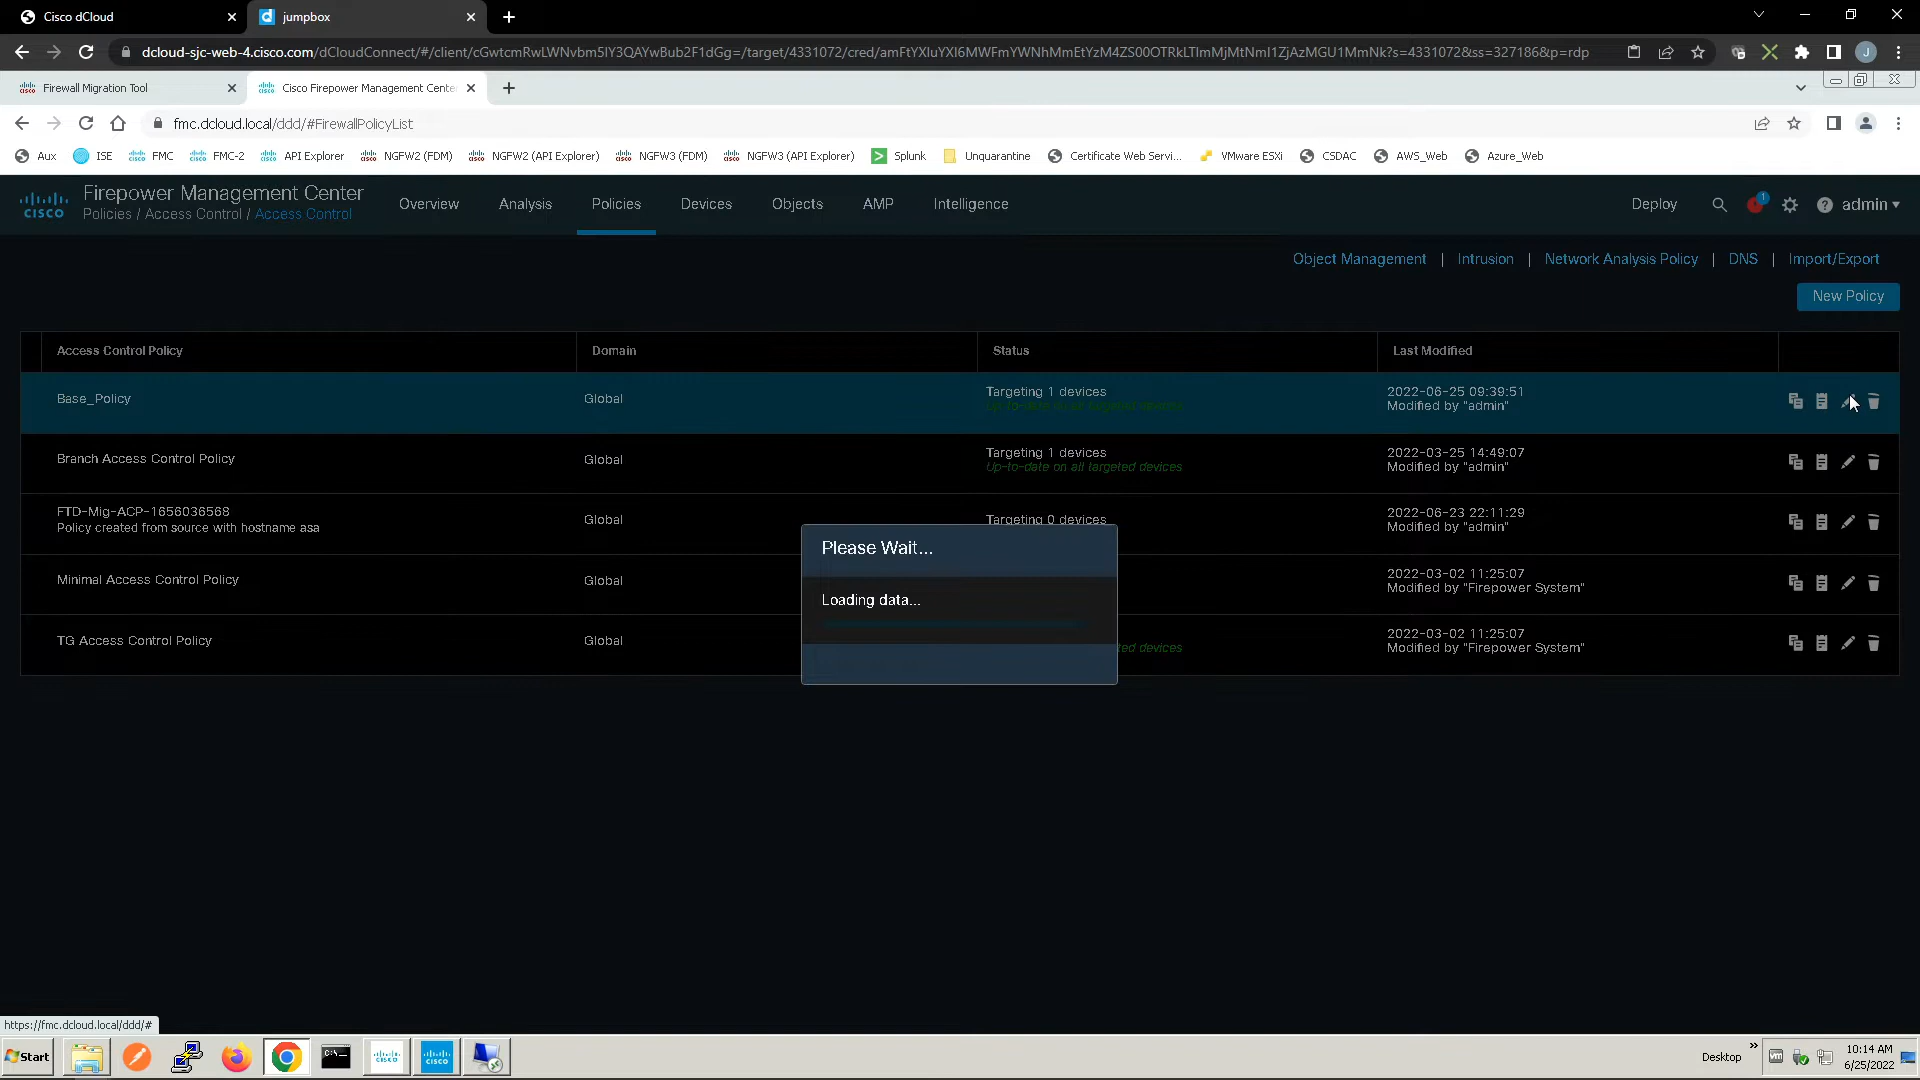 Cisco dCloud
jumpbox
dcloud-sjc-web-4.cisco.com/dCloudConnect/#/client/
Firewall Migration Tool
Cisco Firepower Management Cente
fmc.dcloud.local/ddd/#FirewallPolicyList
Aux ISE FMC FMC-2 API Explorer NGFW2 (FDM) NGFW2 (API Explorer) NGFW3 (FDM) NGFW3 (API Explorer) Splunk Unquarantine Certificate Web Servi... VMware ESXi CSDAC AWS_Web Azure_Web
CISCO
Firepower Management Center
Policies / Access Control / Access Control
Overview Analysis Policies Devices Objects AMP Intelligence
Deploy 1 admin
Object Management | Intrusion | Network Analysis Policy | DNS | Import/Export
New Policy
Access Control Policy Domain Status Last Modified
Base_Policy Global
Targeting 1 devices
Up-to-date on all targeted devices
2022-06-25 09:39:51
Modified by "admin"
Branch Access Control Policy Global
Targeting 1 devices
Up-to-date on all targeted devices
2022-03-25 14:49:07
Modified by "admin"
FTD-Mig-ACP-1656036568
Policy created from source with hostname asa
Global
Targeting 0 devices
2022-06-23 22:11:29
Modified by "admin"
Minimal Access Control Policy Global
2022-03-02 11:25:07
Modified by "Firepower System"
TG Access Control Policy Global
ted devices
2022-03-02 11:25:07
Modified by "Firepower System"
Please Wait...
Loading data...
https://fmc.dcloud.local/ddd/#
Start
Desktop
10:14 AM
6/25/2022